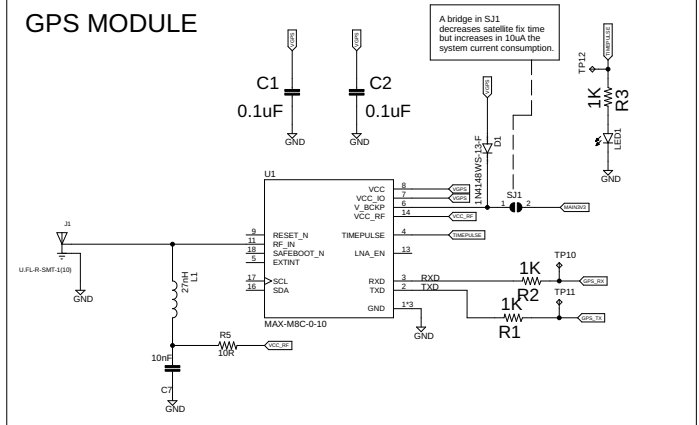 GPS MODULE
VGPS
VGPS
C1
0.1uF
GND
C2
0.1uF
GND
A bridge in SJ1
decreases satellite fix time
but increases in 10uA the
system current consumption.
TIMEPULSE
TP12
1K
R3
LED1
GND
VGPS
D1
1N4148WS-13-F
SJ1
1
2
MAIN3V3
U1
VCC 8 VGPS
VCC_IO 7 VGPS
V_BCKP 6
VCC_RF 14 VCC_RF
TIMEPULSE 4 TIMEPULSE
LNA_EN 13
9 RESET_N
11 RF_IN
18 SAFEBOOT_N
5 EXTINT
17 SCL
16 SDA
RXD 3 RXD
TXD 2 TXD
GND 1*3
MAX-M8C-0-10
GND
J1
U.FL-R-SMT-1(10)
GND
27nH
L1
R5
10R
VCC_RF
10nF
C7
GND
1K
R2
TP10
GPS_RX
1K
R1
TP11
GPS_TX